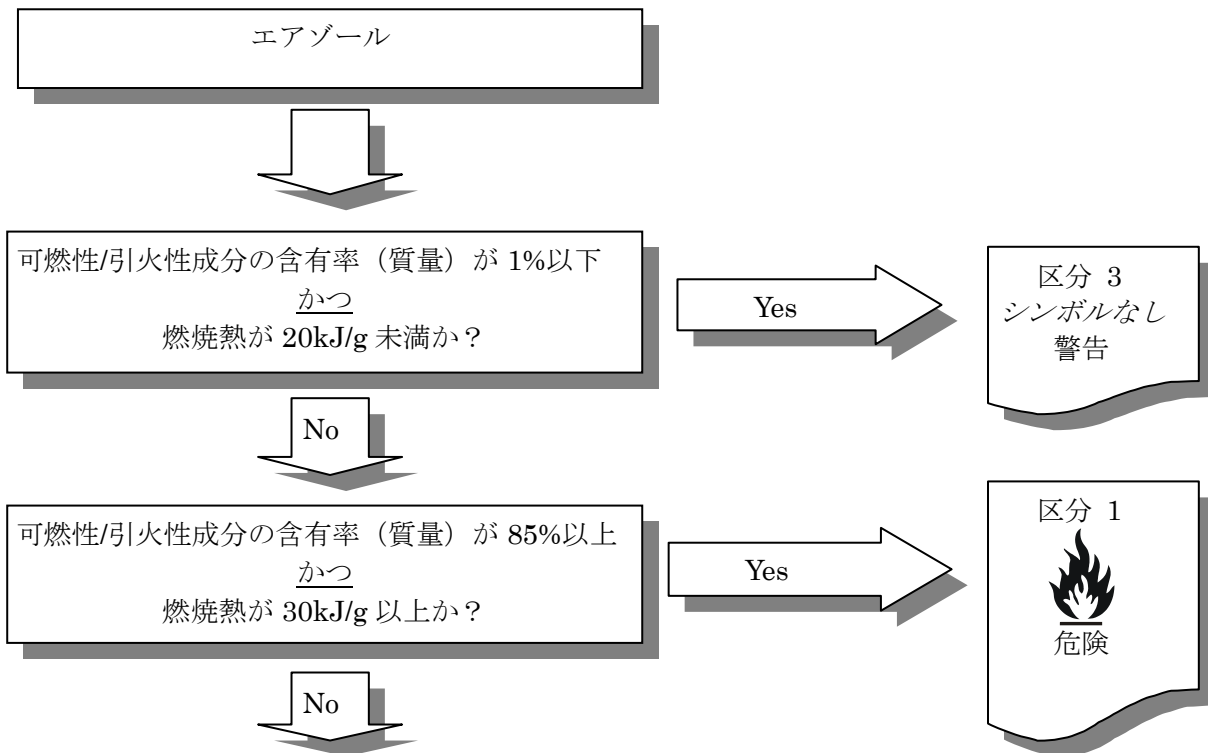 エアゾール
可燃性/引火性成分の含有率（質量）が 1%以下
かつ
燃焼熱が 20kJ/g 未満か？
Yes
区分 3
シンボルなし
警告
No
可燃性/引火性成分の含有率（質量）が 85%以上
かつ
燃焼熱が 30kJ/g 以上か？
Yes
区分 1
危険
No